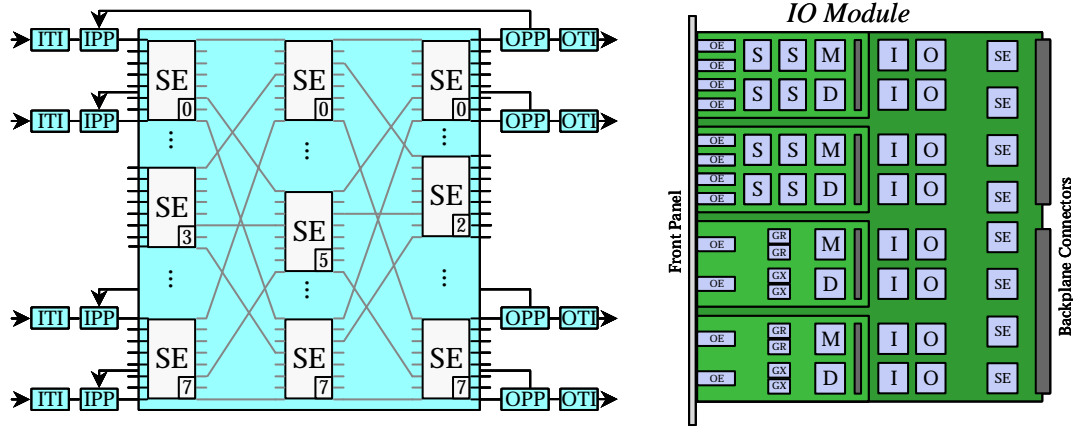 IO Module
ITI IPP OPP OTI
SE 0 SE 0 SE 0
ITI IPP OPP OTI
... ... ...
SE 3 SE 5 SE 2
... ... ...
ITI IPP OPP OTI
SE 7 SE 7 SE 7
ITI IPP OPP OTI
Front Panel
OE S S M I O SE
OE
OE S S D I O SE
OE
OE S S M I O SE
OE
OE S S D I O SE
OE
OE GR M I O SE
GR
OE GX D I O SE
GX
OE GR M I O SE
GR
OE GX D I O SE
GX
Backplane Connectors